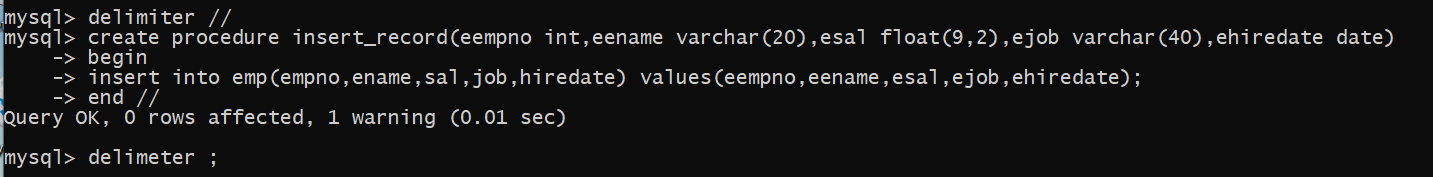 mysql> delimiter //
mysql> create procedure insert_record(eempno int,eename varchar(20),esal float(9,2),ejob varchar(40),ehiredate date)
    -> begin
    -> insert into emp(empno,ename,sal,job,hiredate) values(eempno,eename,esal,ejob,ehiredate);
    -> end //
Query OK, 0 rows affected, 1 warning (0.01 sec)
mysql> delimeter ;